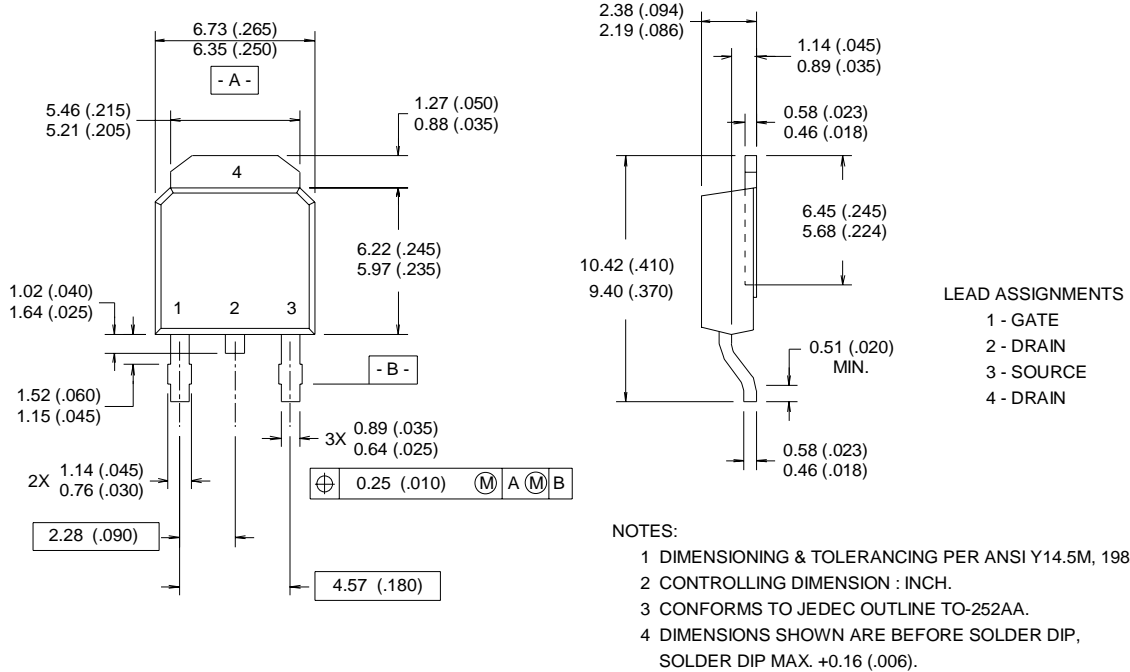 6.73 (.265)
6.35 (.250)
- A -
5.46 (.215)
5.21 (.205)
1.27 (.050)
0.88 (.035)
4
6.22 (.245)
5.97 (.235)
1.02 (.040)
1.64 (.025)
1 2 3
1.52 (.060)
1.15 (.045)
- B -
3X 0.89 (.035)
0.64 (.025)
2X 1.14 (.045)
0.76 (.030)
⌖ 0.25 (.010) Ⓜ A Ⓜ B
2.28 (.090)
4.57 (.180)
2.38 (.094)
2.19 (.086)
1.14 (.045)
0.89 (.035)
0.58 (.023)
0.46 (.018)
6.45 (.245)
5.68 (.224)
10.42 (.410)
9.40 (.370)
0.51 (.020)
MIN.
0.58 (.023)
0.46 (.018)
LEAD ASSIGNMENTS
1 - GATE
2 - DRAIN
3 - SOURCE
4 - DRAIN
NOTES:
1 DIMENSIONING & TOLERANCING PER ANSI Y14.5M, 198
2 CONTROLLING DIMENSION : INCH.
3 CONFORMS TO JEDEC OUTLINE TO-252AA.
4 DIMENSIONS SHOWN ARE BEFORE SOLDER DIP,
SOLDER DIP MAX. +0.16 (.006).